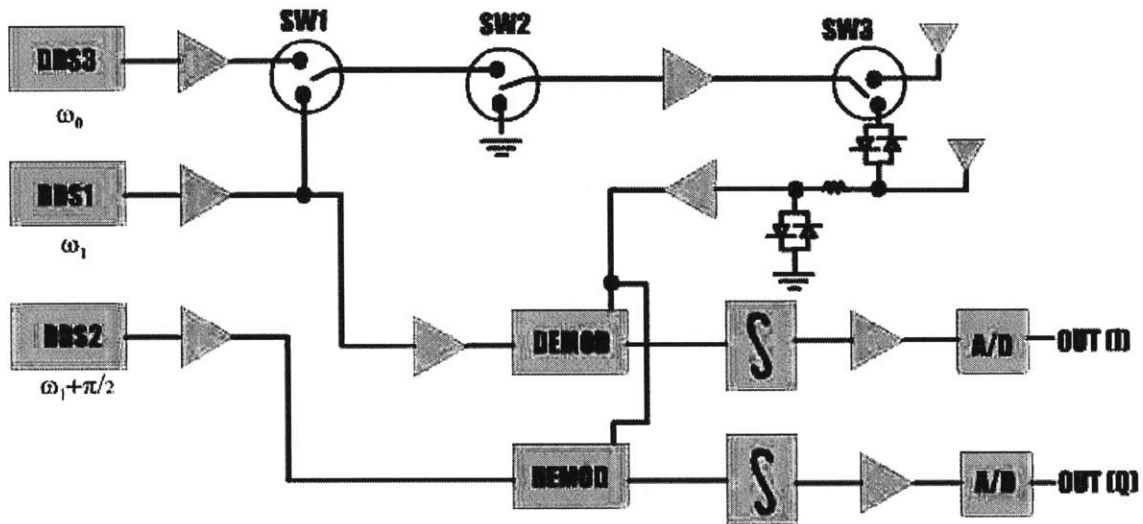 SW1
SW2
SW3
DDS3
ω₀
DDS1
ω₁
DDS2
ω₁+π/2
DEMOD
∫
A/D
OUT (I)
DEMOD
∫
A/D
OUT (Q)